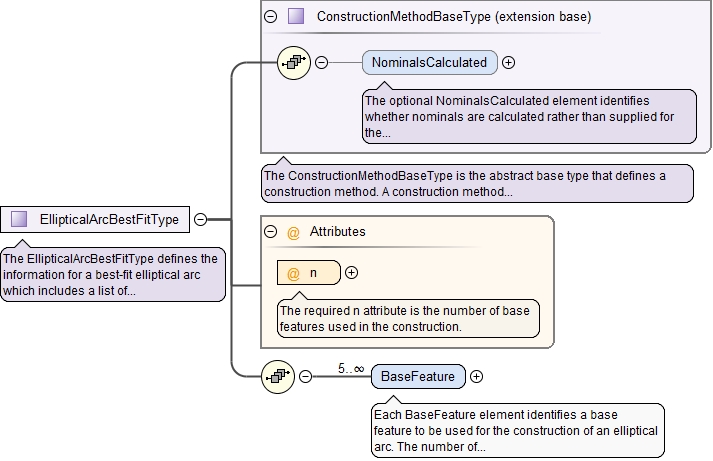 ConstructionMethodBaseType (extension base)
NominalsCalculated
The optional NominalsCalculated element identifies
whether nominals are calculated rather than supplied for
the...
The ConstructionMethodBaseType is the abstract base type that defines a
construction method. A construction method...
EllipticalArcBestFitType
The EllipticalArcBestFitType defines the
information for a best-fit elliptical arc
which includes a list of...
@ Attributes
@ n
The required n attribute is the number of base
features used in the construction.
5..∞
BaseFeature
Each BaseFeature element identifies a base
feature to be used for the construction of an elliptical
arc. The number of...